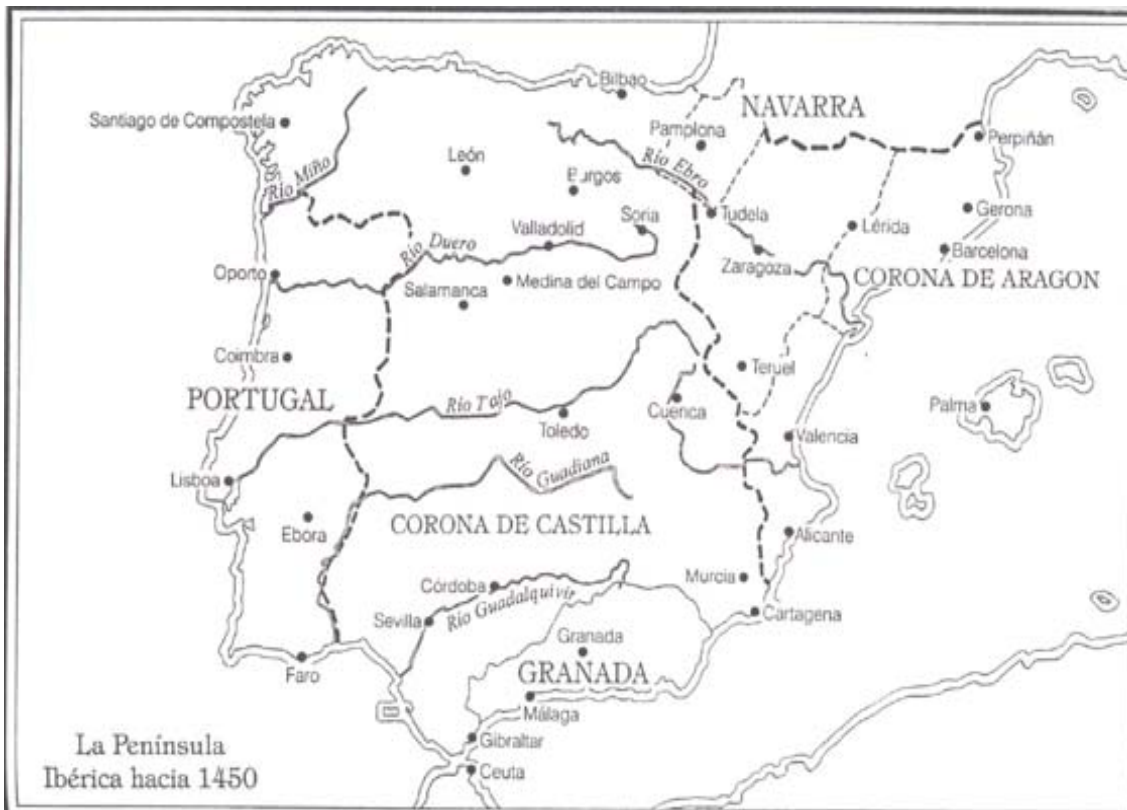 Bilbao
NAVARRA
Santiago de Compostela
Pamplona
Perpiñán
León
Río Ebro
Río Miño
Burgos
Soria
Tudela
Gerona
Lérida
Valladolid
Río Duero
Barcelona
Zaragoza
Oporto
Medina del Campo
CORONA DE ARAGON
Salamanca
Coimbra
Teruel
PORTUGAL
Río Tajo
Cuenca
Palma
Toledo
Valencia
Lisboa
Río Guadiana
CORONA DE CASTILLA
Ebora
Alicante
Córdoba
Murcia
Río Guadalquivir
Sevilla
Cartagena
Granada
Faro
GRANADA
Málaga
Gibraltar
Ceuta
La Península
Ibérica hacia 1450